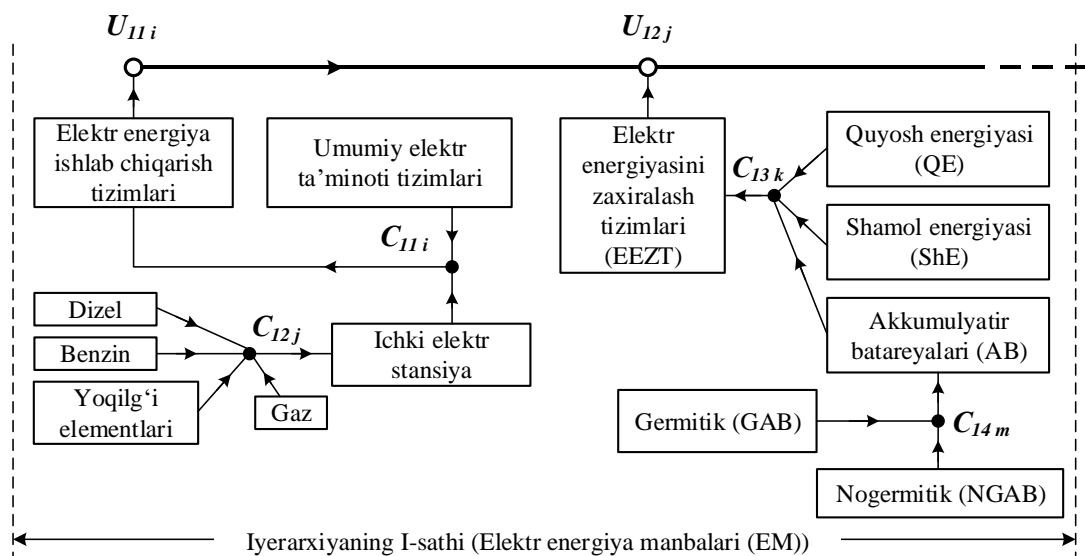 U11 i
U12 j
Elektr energiya
ishlab chiqarish
tizimlari
Umumiy elektr
ta’minoti tizimlari
C11 i
Dizel
Benzin
Yoqilg‘i
elementlari
Gaz
C12 j
Ichki elektr
stansiya
Elektr
energiyasini
zaxiralash
tizimlari
(EEZT)
C13 k
Quyosh energiyasi
(QE)
Shamol energiyasi
(ShE)
Akkumulyatir
batareyalari (AB)
Germitik (GAB)
C14 m
Nogermitik (NGAB)
Iyerarxiyaning I-sathi (Elektr energiya manbalari (EM))